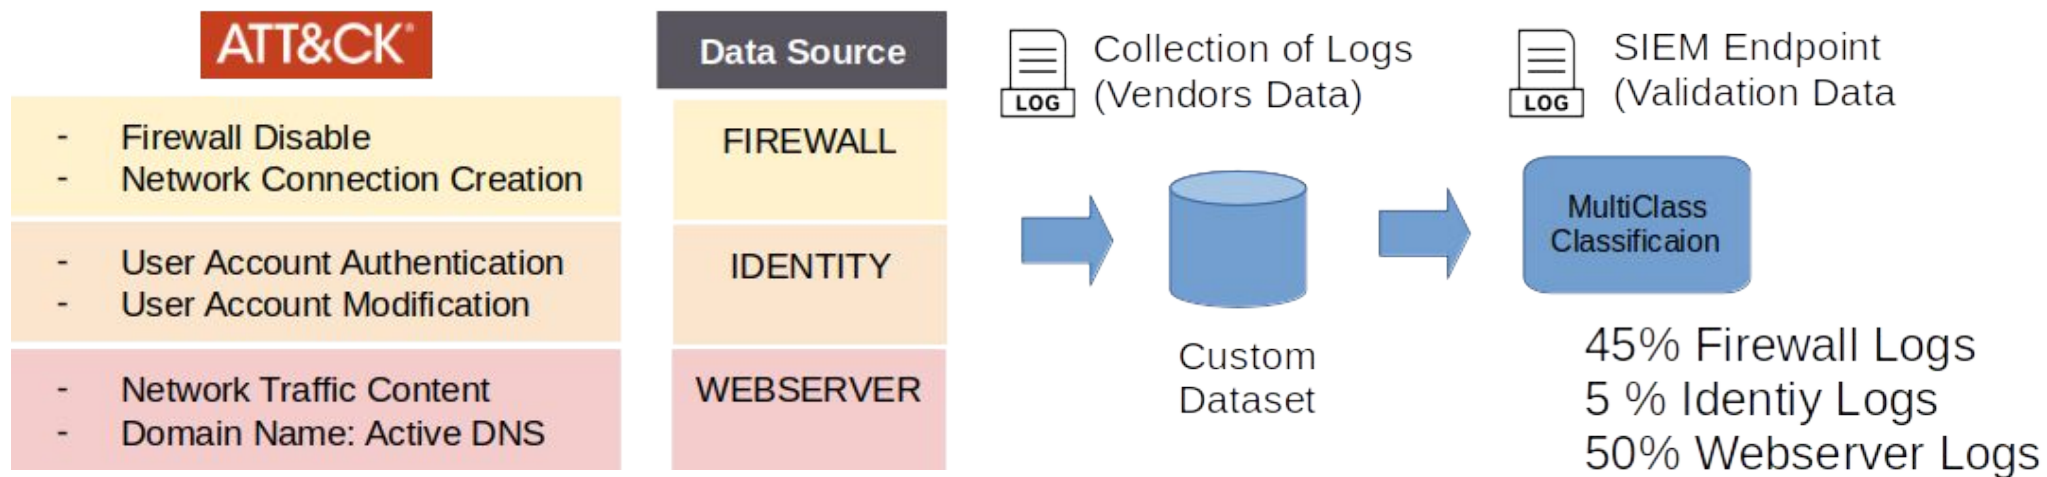 ATT&CK®
- Firewall Disable
- Network Connection Creation
- User Account Authentication
- User Account Modification
- Network Traffic Content
- Domain Name: Active DNS
Data Source
FIREWALL
IDENTITY
WEBSERVER
LOG
Collection of Logs
(Vendors Data)
Custom
Dataset
LOG
SIEM Endpoint
(Validation Data
MultiClass
Classificaion
45% Firewall Logs
5 % Identiy Logs
50% Webserver Logs